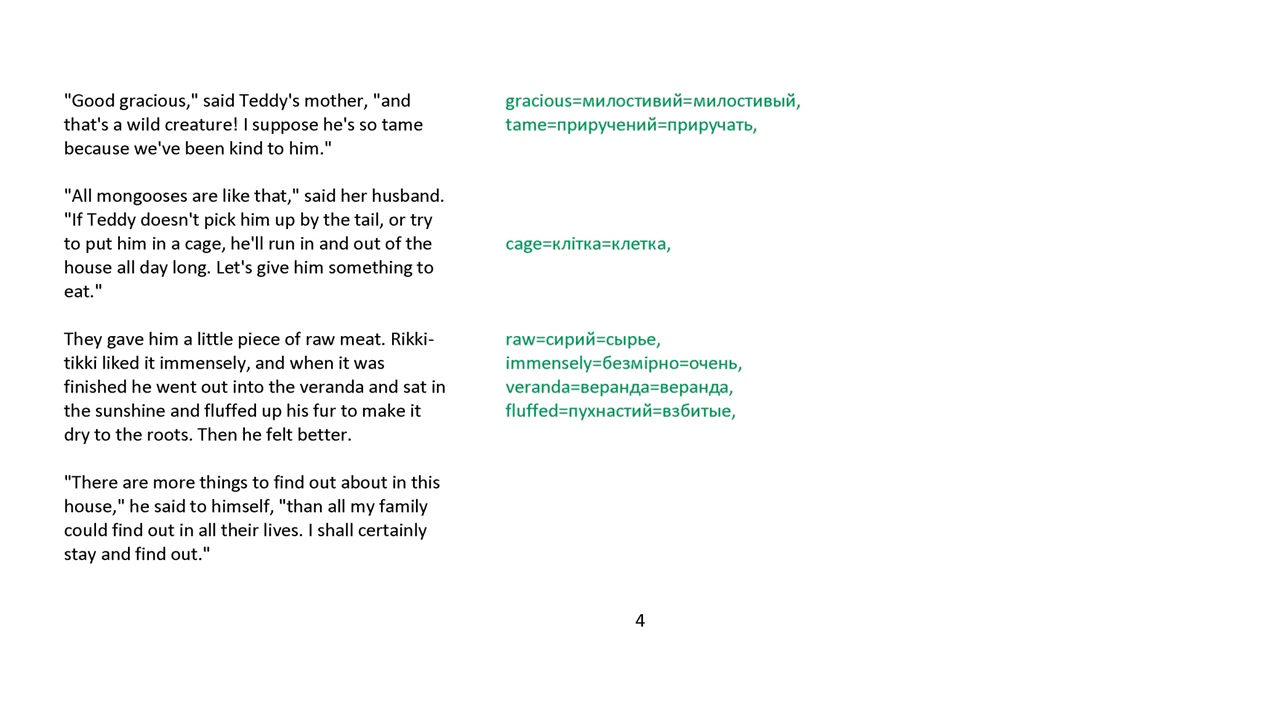 "Good gracious," said Teddy's mother, "and
that's a wild creature! I suppose he's so tame
because we've been kind to him."
"All mongooses are like that," said her husband.
"If Teddy doesn't pick him up by the tail, or try
to put him in a cage, he'll run in and out of the
house all day long. Let's give him something to
eat."
They gave him a little piece of raw meat. Rikki-
tikki liked it immensely, and when it was
finished he went out into the veranda and sat in
the sunshine and fluffed up his fur to make it
dry to the roots. Then he felt better.
"There are more things to find out about in this
house," he said to himself, "than all my family
could find out in all their lives. I shall certainly
stay and find out."
gracious=милостивий=милостивый,
tame=приручений=приручать,
cage=клітка=клетка,
raw=сирий=сырье,
immensely=безмірно=очень,
veranda=веранда=веранда,
fluffed=пухнастий=взбитые,
4